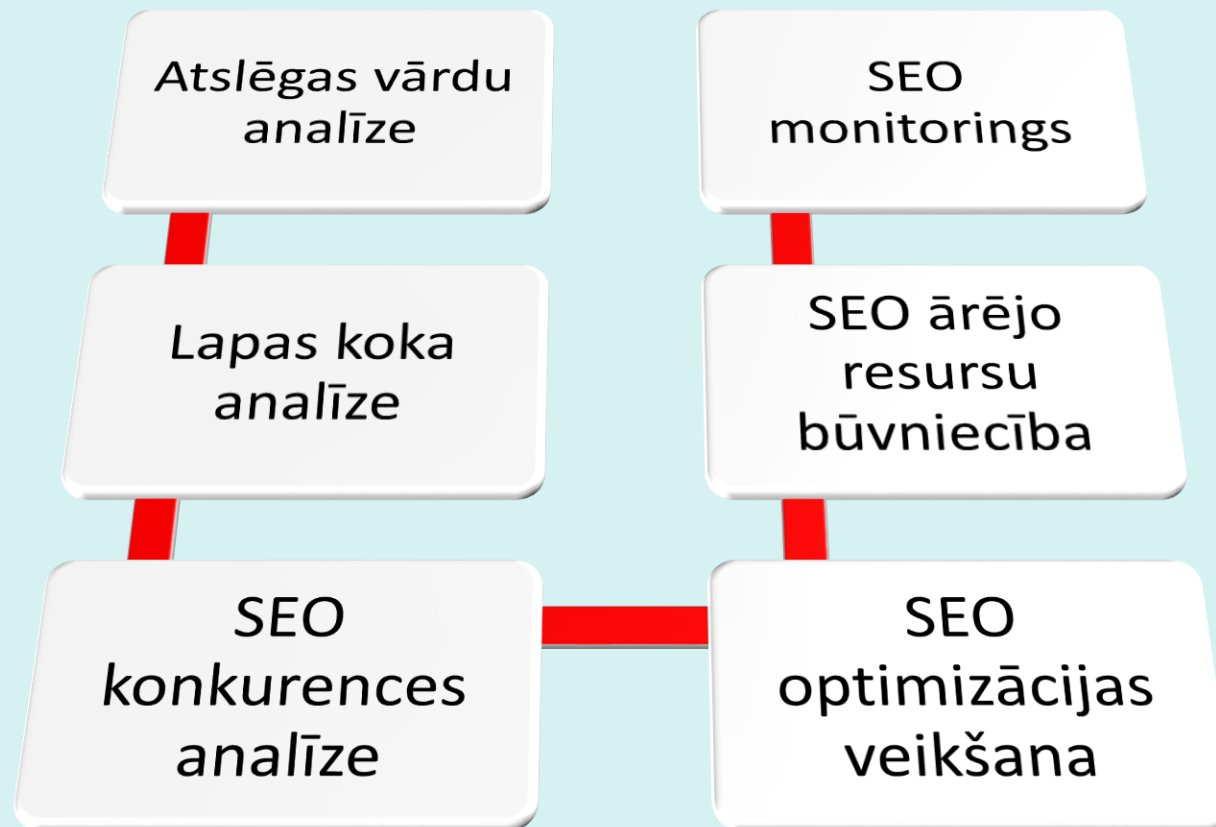 Atslēgas vārdu
analīze
Lapas koka
analīze
SEO
konkurences
analīze
SEO
optimizācijas
veikšana
SEO ārējo
resursu
būvniecība
SEO
monitorings